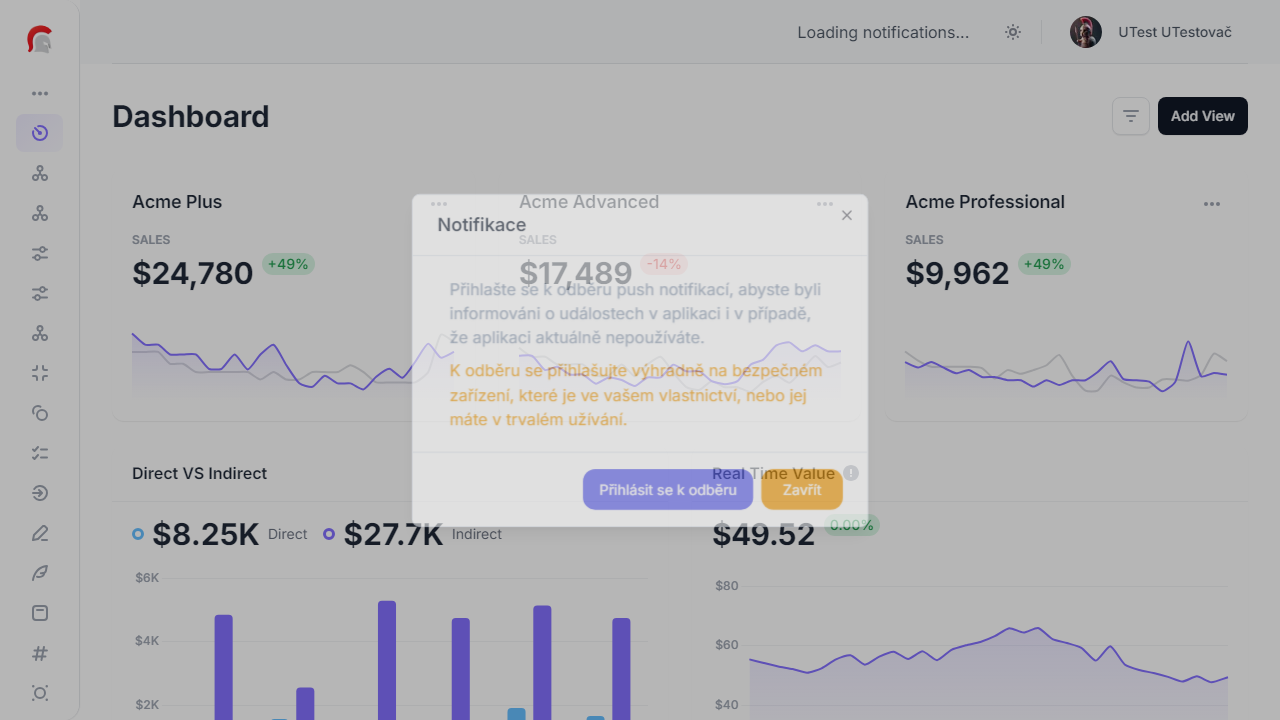 Loading notifications...
UTest UTestovač
Dashboard
Add View
Acme Plus
SALES
$24,780
+49%
Acme Advanced
SALES
$17,489
-14%
Acme Professional
SALES
$9,962
+49%
Notifikace
Přihlašte se k odběru push notifikací, abyste byli
informováni o událostech v aplikaci i v případě,
že aplikaci aktuálně nepoužíváte.
K odběru se přihlašujte výhradně na bezpečném
zařízení, které je ve vašem vlastnictví, nebo jej
máte v trvalém užívání.
Přihlásit se k odběru
Zavřít
Direct VS Indirect
$8.25K
Direct
$27.7K
Indirect
$6K
$4K
$2K
Real Time Value
$49.52
0.00%
$80
$60
$40